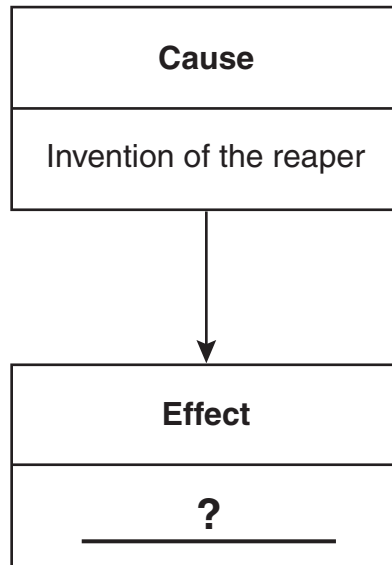 Cause
Invention of the reaper
Effect
?